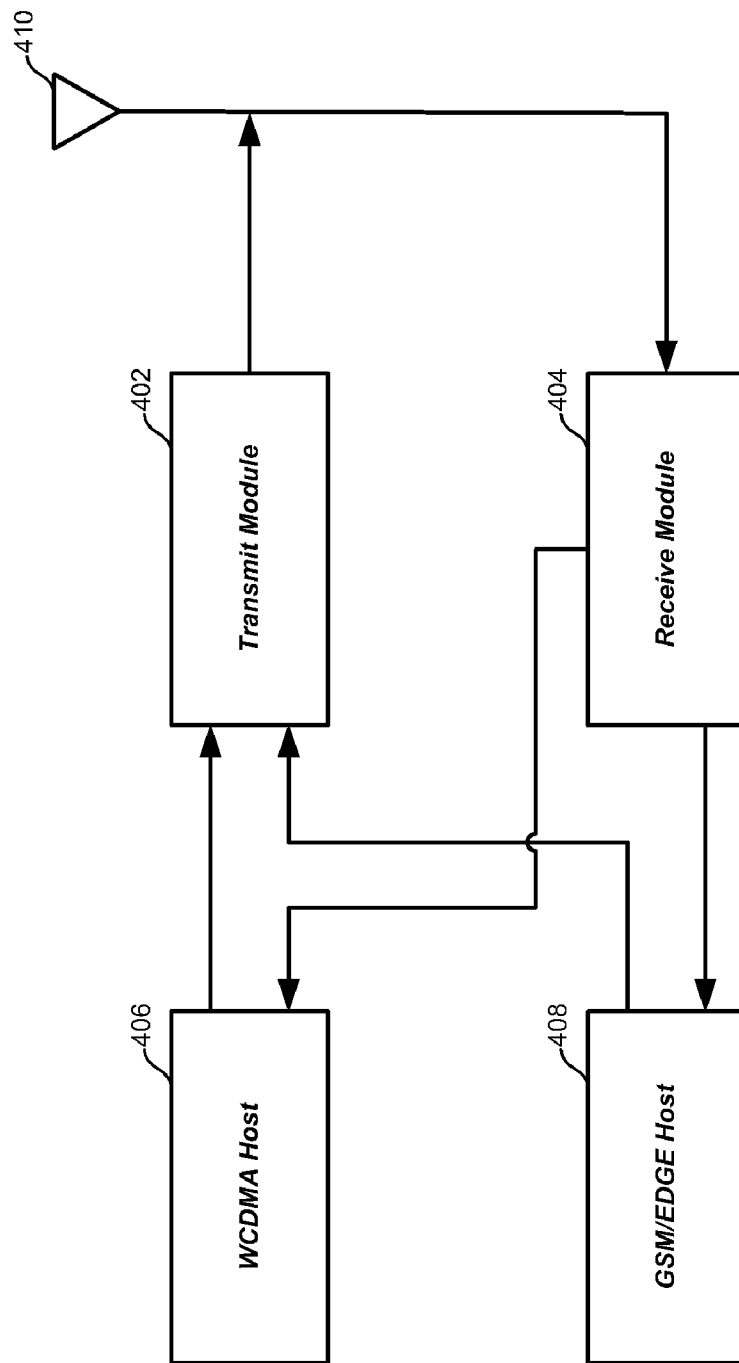 410
402
Transmit Module
404
Receive Module
406
WCDMA Host
408
GSM/EDGE Host